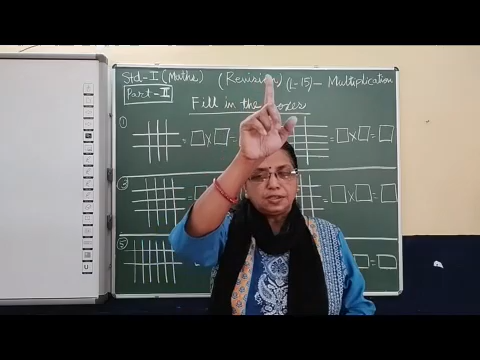 Std-I (Maths) (Revision) (L-15) - Multiplication
Part-II
Fill in the Boxes
① = □ X □ = = □ X □ = □
③ = = □ X □ = □
⑤ = □
U